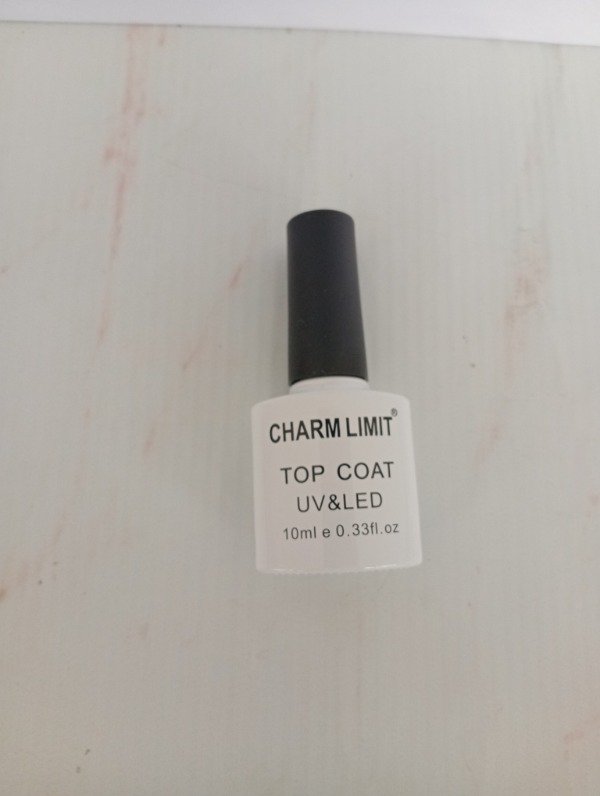 CHARM LIMIT®
TOP COAT
UV&LED
10ml e 0.33fl.oz